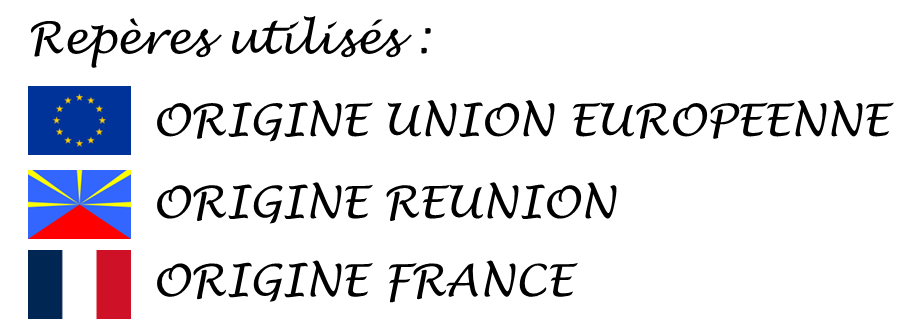 Repères utilisés :
ORIGINE UNION EUROPEENNE
ORIGINE REUNION
ORIGINE FRANCE